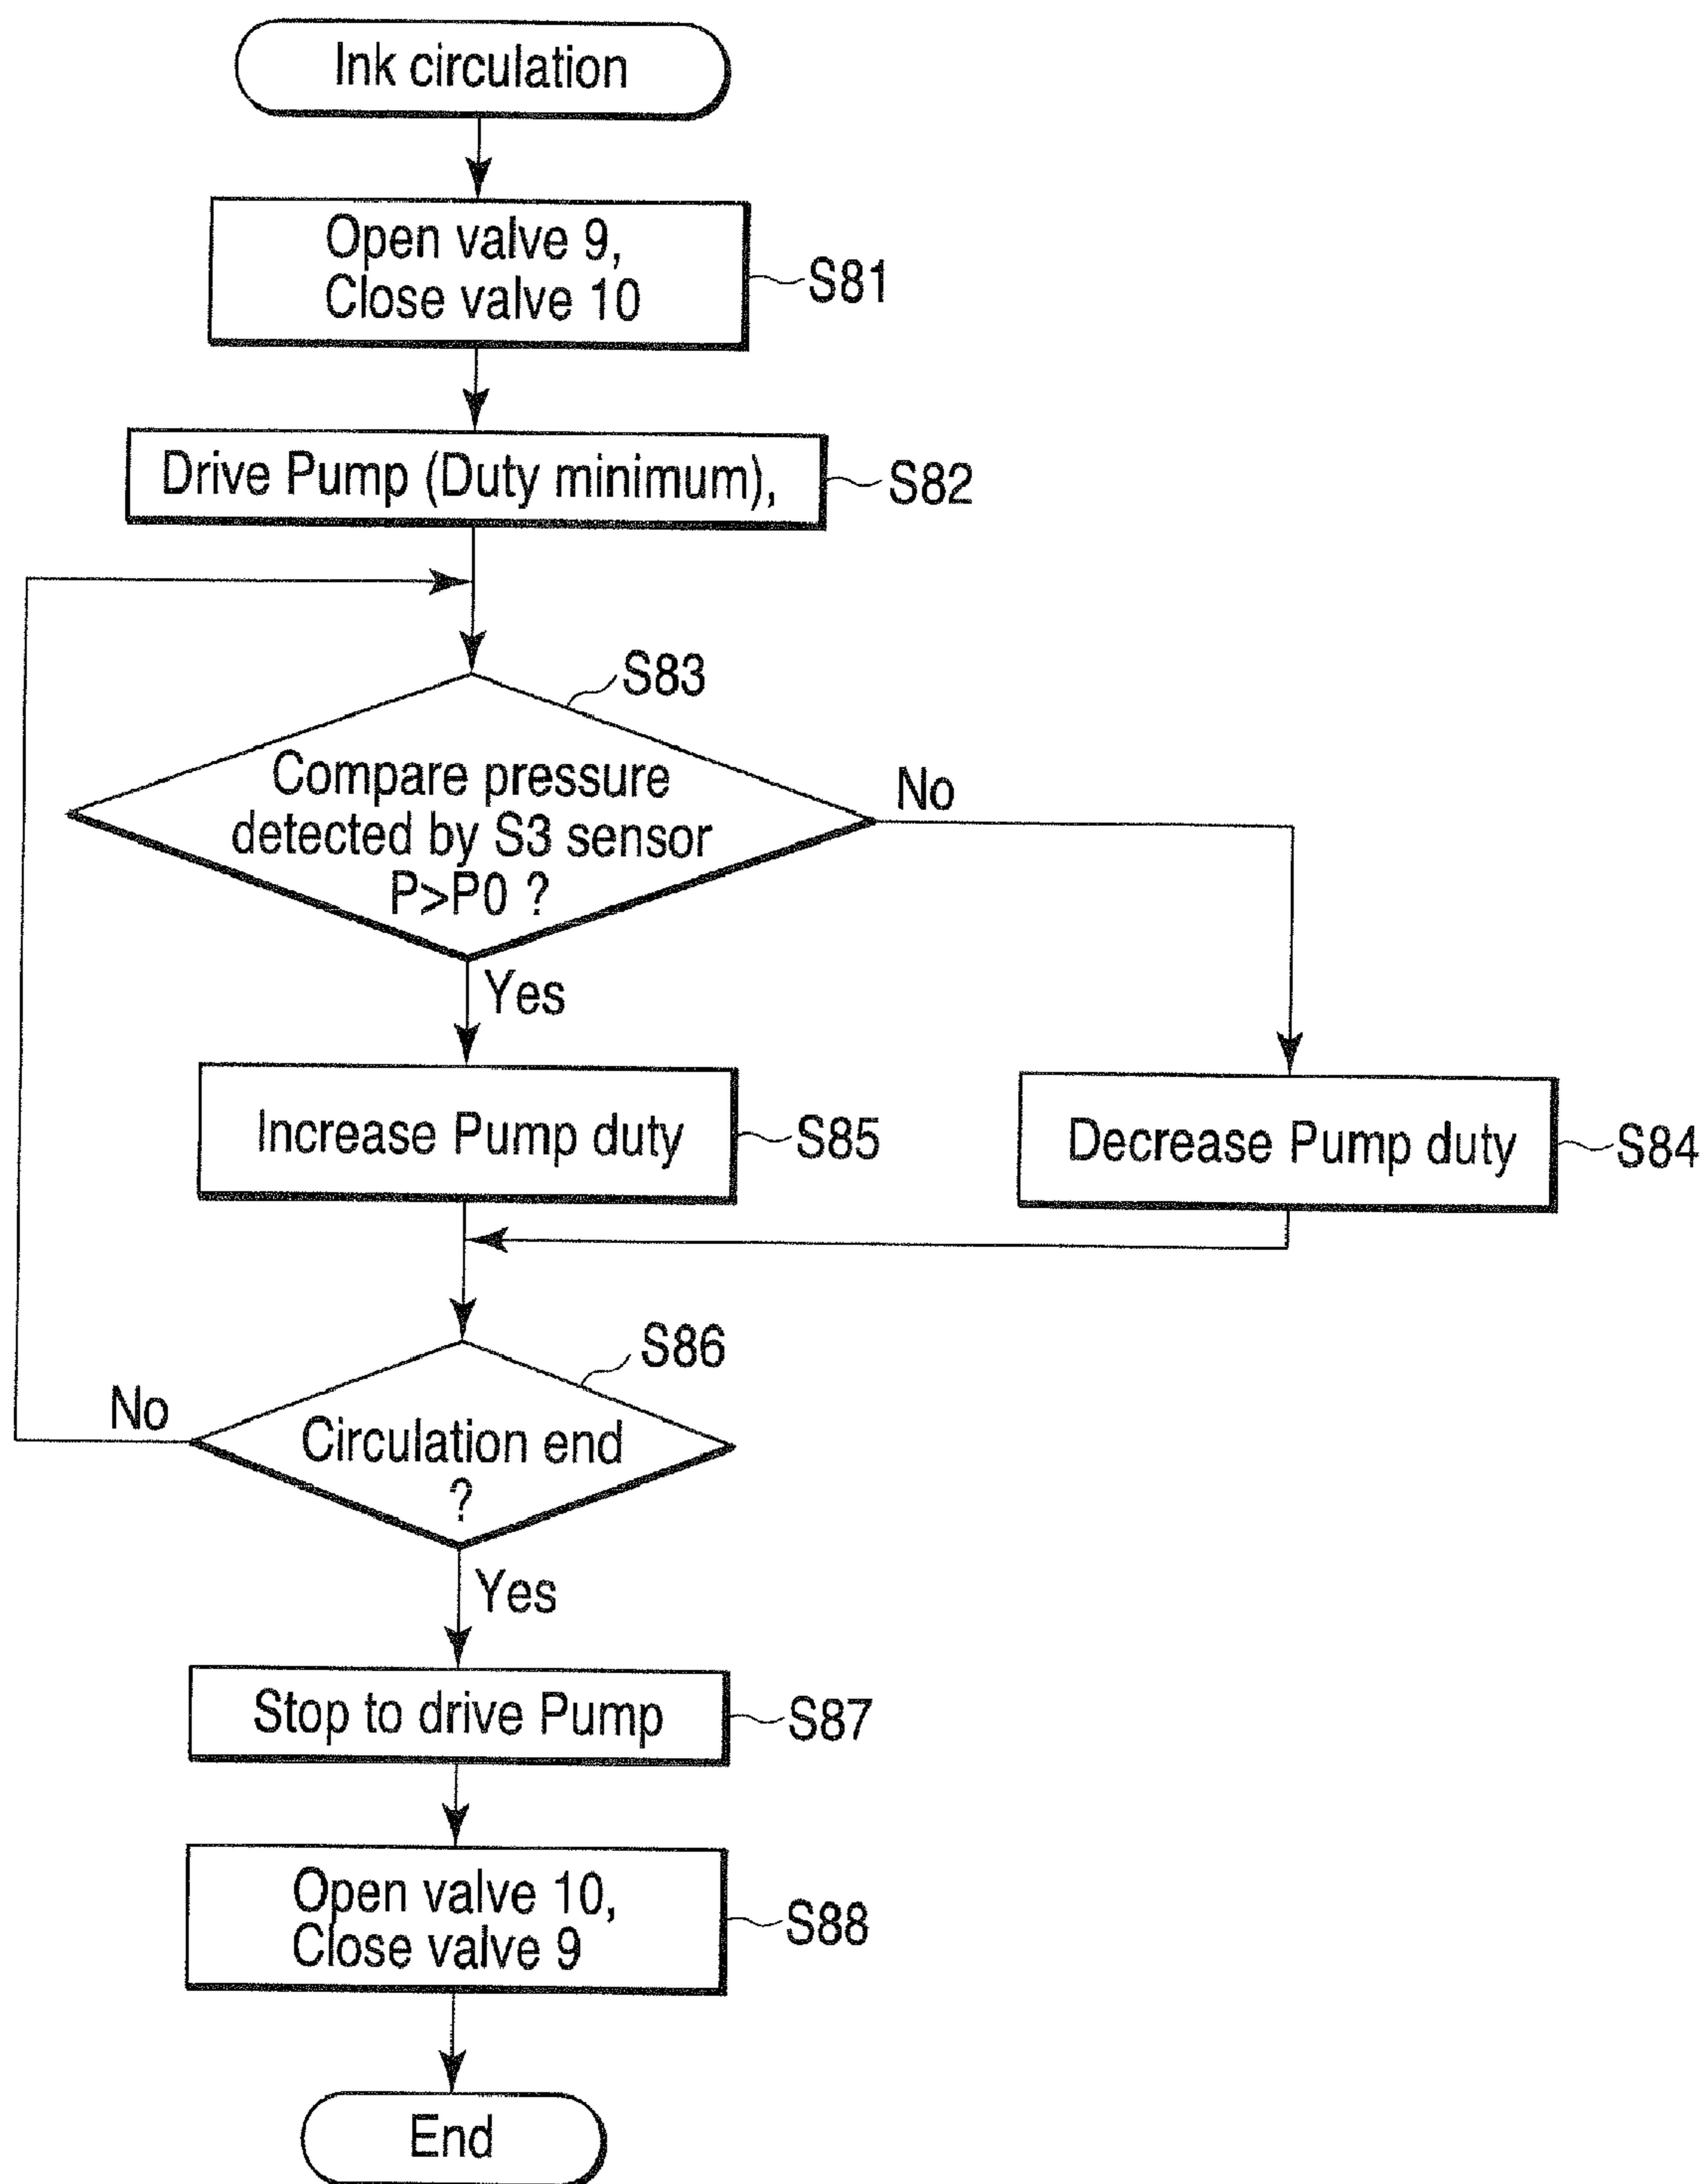 Ink circulation
Open valve 9,
Close valve 10
S81
Drive Pump (Duty minimum),
S82
S83
Compare pressure
detected by S3 sensor
P>P0 ?
No
Yes
Increase Pump duty
S85
Decrease Pump duty
S84
S86
No
Circulation end
?
Yes
Stop to drive Pump
S87
Open valve 10,
Close valve 9
S88
End